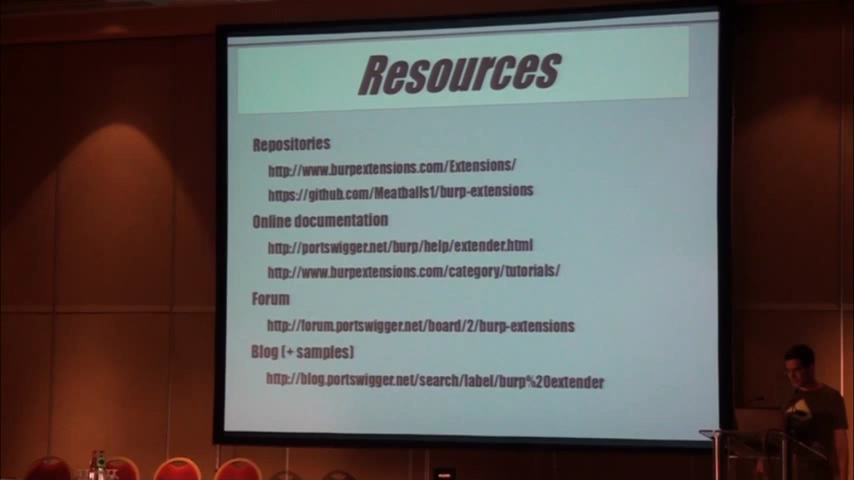 Resources
Repositories
http://www.burpextensions.com/Extensions/
https://github.com/Meatballs1/burp-extensions
Online documentation
http://portswigger.net/burp/help/extender.html
http://www.burpextensions.com/category/tutorials/
Forum
http://forum.portswigger.net/board/2/burp-extensions
Blog (+ samples)
http://blog.portswigger.net/search/label/burp%20extender